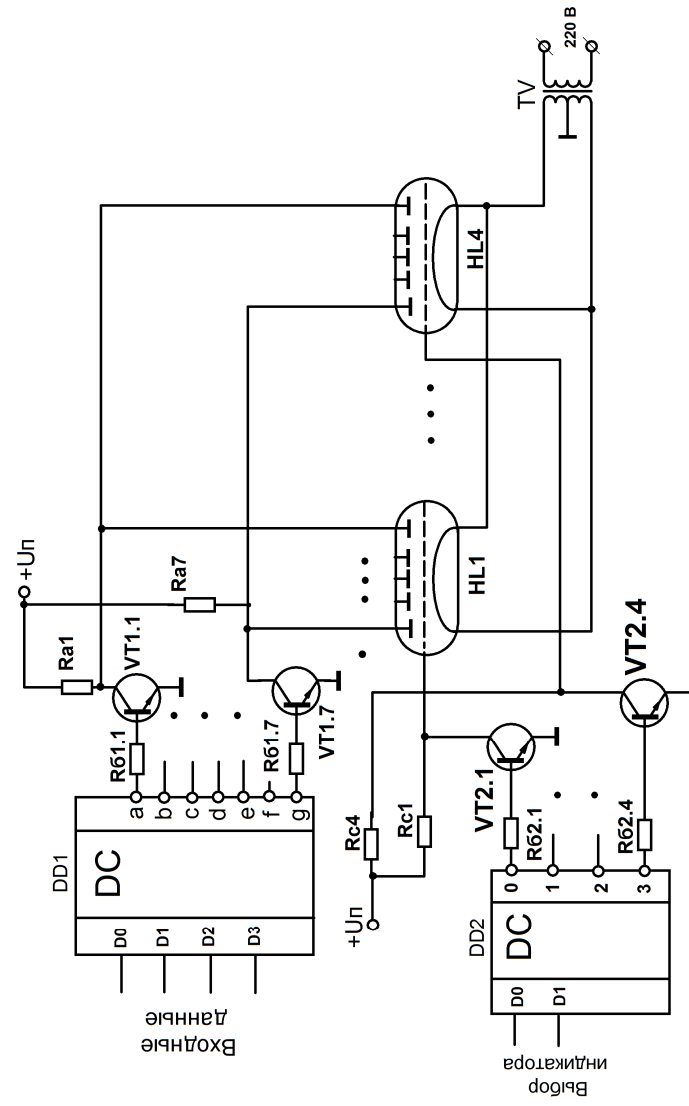 +Uп
Ra1
VT1.1
Ra7
Rб1.1
Rб1.7
VT1.7
DD1
DC
D0
D1
D2
D3
a
b
c
d
e
f
g
Входные
данные
HL1
HL4
TV
220 В
+Uп
Rc4
Rc1
VT2.1
VT2.4
Rб2.1
Rб2.4
DD2
DC
D0
D1
0
1
2
3
Выбор
индикатора